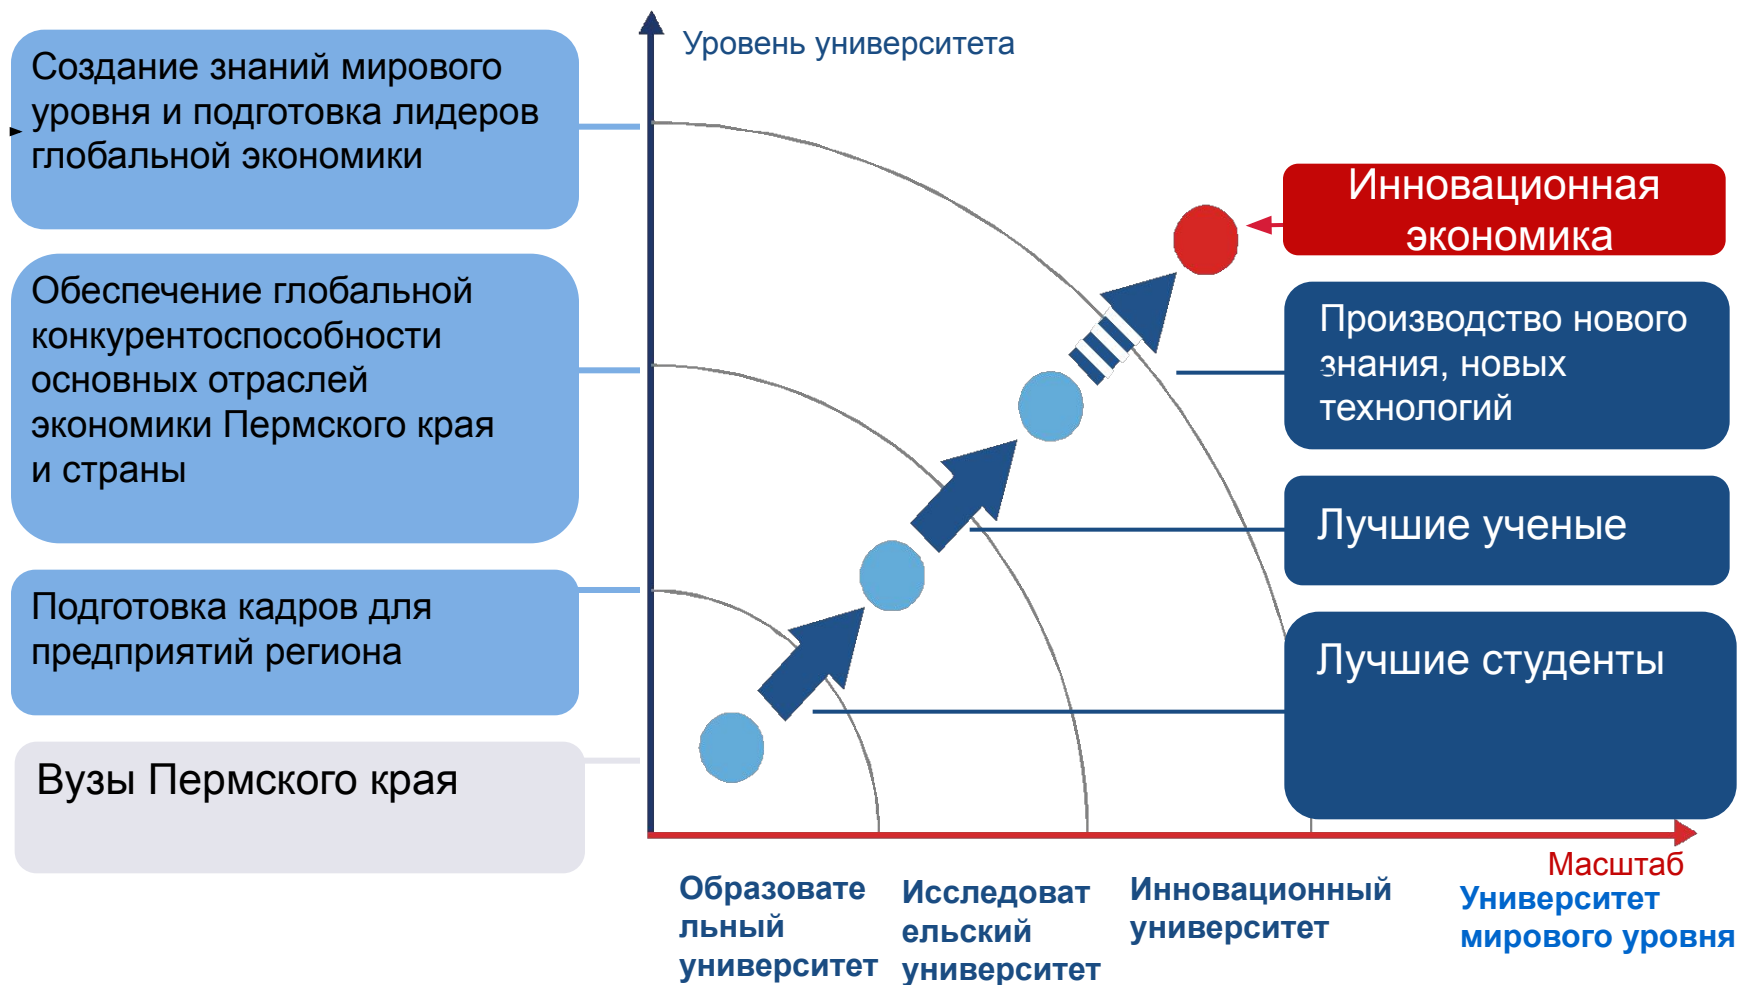 Уровень университета
Создание знаний мирового
уровня и подготовка лидеров
глобальной экономики
Обеспечение глобальной
конкурентоспособности
основных отраслей
экономики Пермского края
и страны
Подготовка кадров для
предприятий региона
Вузы Пермского края
Инновационная
экономика
Производство нового
знания, новых
технологий
Лучшие ученые
Лучшие студенты
Масштаб
Образовате
льный
университет
Исследоват
ельский
университет
Инновационный
университет
Университет
мирового уровня